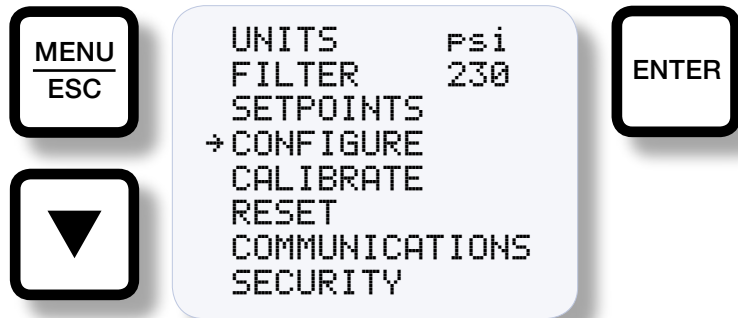 MENU
ESC
UNITS psi
FILTER 230
SETPOINTS
→CONFIGURE
CALIBRATE
RESET
COMMUNICATIONS
SECURITY
ENTER